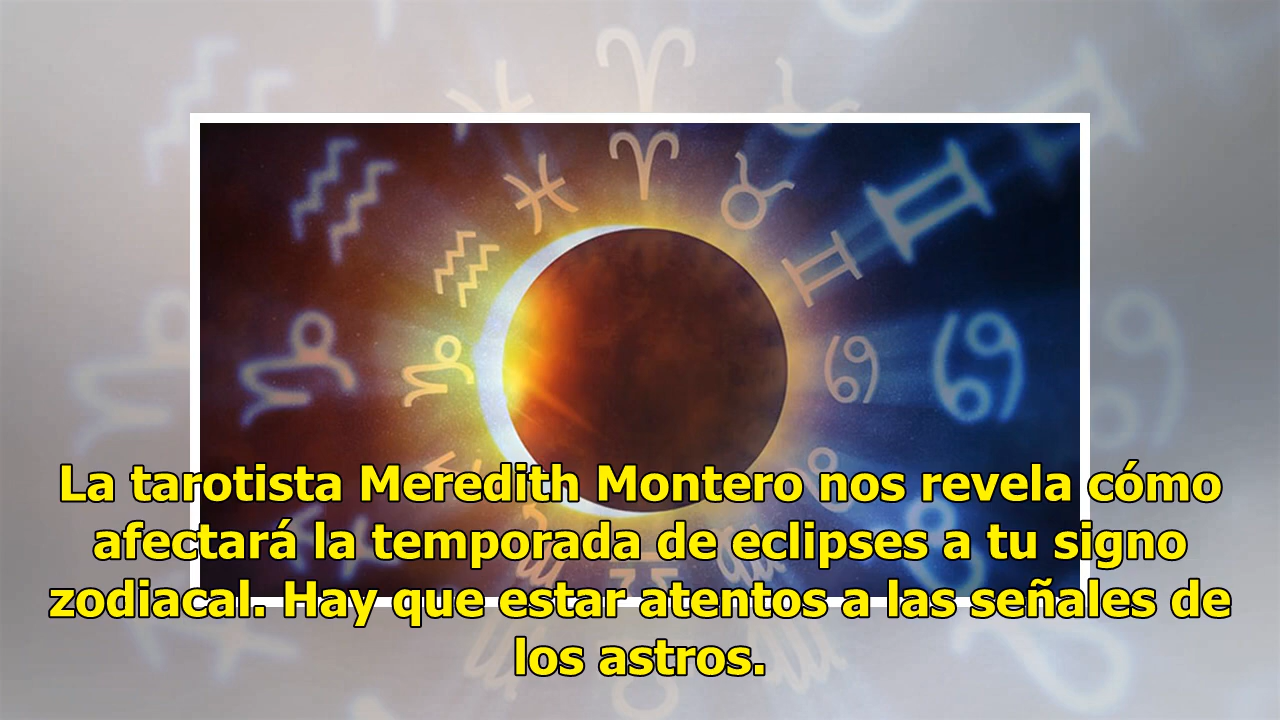 La tarotista Meredith Montero nos revela cómo
afectará la temporada de eclipses a tu signo
zodiacal. Hay que estar atentos a las señales de
los astros.